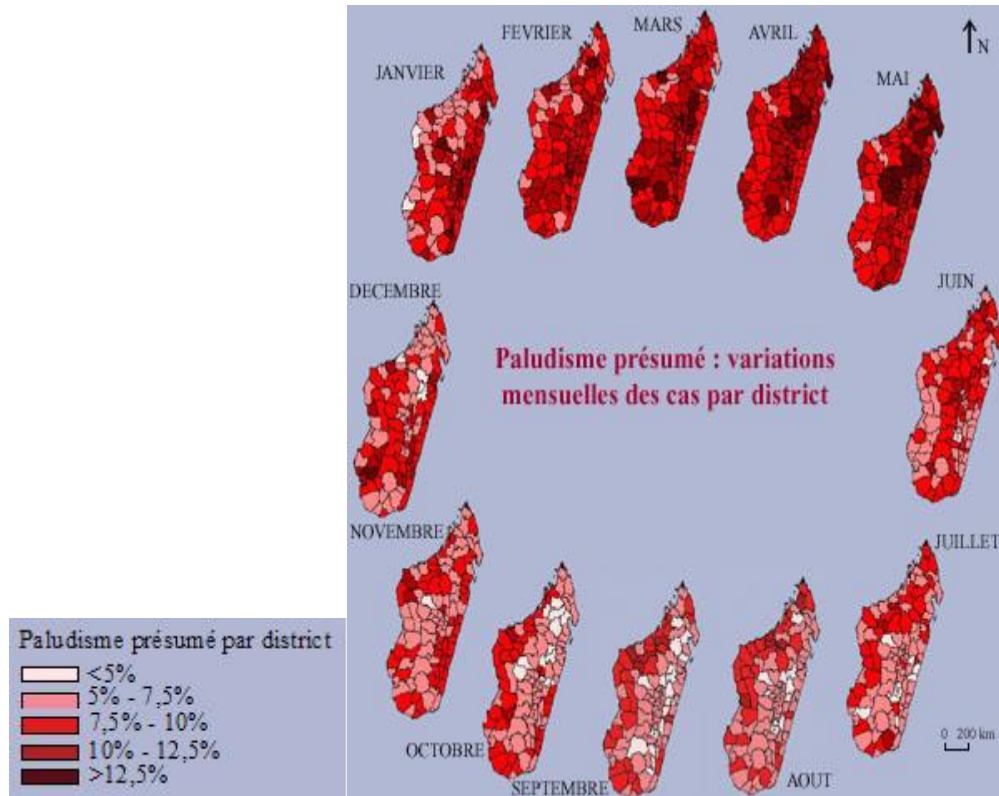 JANVIER
FEVRIER
MARS
AVRIL
N
MAI
JUIN
DECEMBRE
Paludisme présumé : variations
mensuelles des cas par district
NOVEMBRE
JUILLET
OCTOBRE
SEPTEMBRE
AOUT
0 200 km
Paludisme présumé par district
<5%
5% - 7,5%
7,5% - 10%
10% - 12,5%
>12,5%